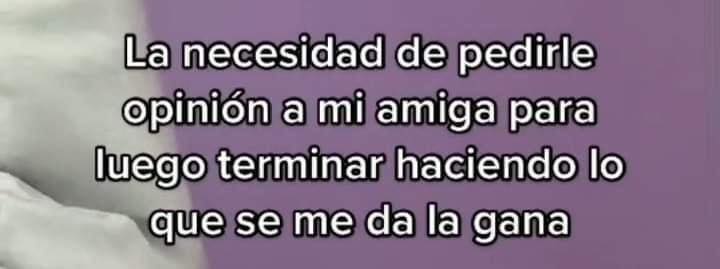 La necesidad de pedirle
opinión a mi amiga para
luego terminar haciendo lo
que se me da la gana